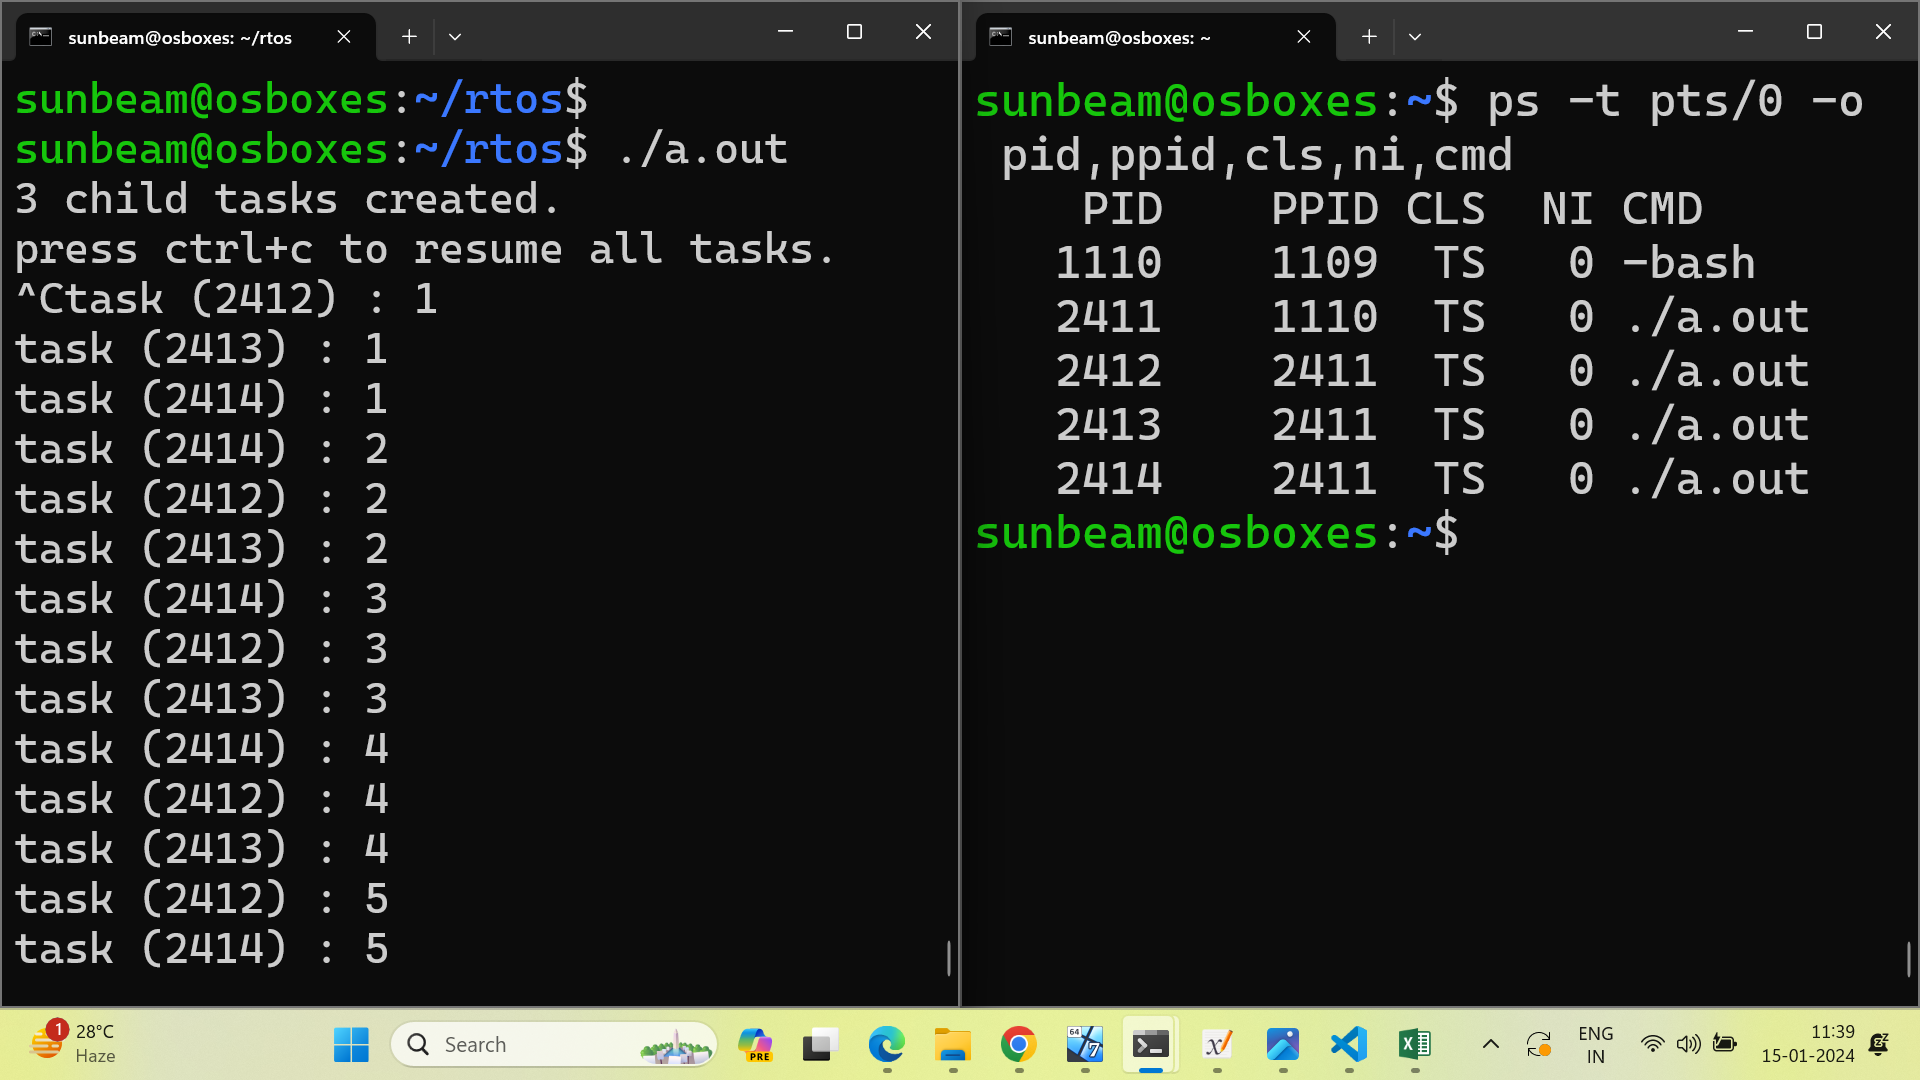 sunbeam@osboxes: ~/rtos
sunbeam@osboxes:~/rtos$
sunbeam@osboxes:~/rtos$ ./a.out
3 child tasks created.
press ctrl+c to resume all tasks.
^Ctask (2412) : 1
task (2413) : 1
task (2414) : 1
task (2414) : 2
task (2412) : 2
task (2413) : 2
task (2414) : 3
task (2412) : 3
task (2413) : 3
task (2414) : 4
task (2412) : 4
task (2413) : 4
task (2412) : 5
task (2414) : 5
sunbeam@osboxes: ~
sunbeam@osboxes:~$ ps -t pts/0 -o
pid,ppid,cls,ni,cmd
PID PPID CLS NI CMD
1110 1109 TS 0 -bash
2411 1110 TS 0 ./a.out
2412 2411 TS 0 ./a.out
2413 2411 TS 0 ./a.out
2414 2411 TS 0 ./a.out
sunbeam@osboxes:~$
1
28°C
Haze
Search
PRE
64
7
X
ENG
IN
11:39
15-01-2024